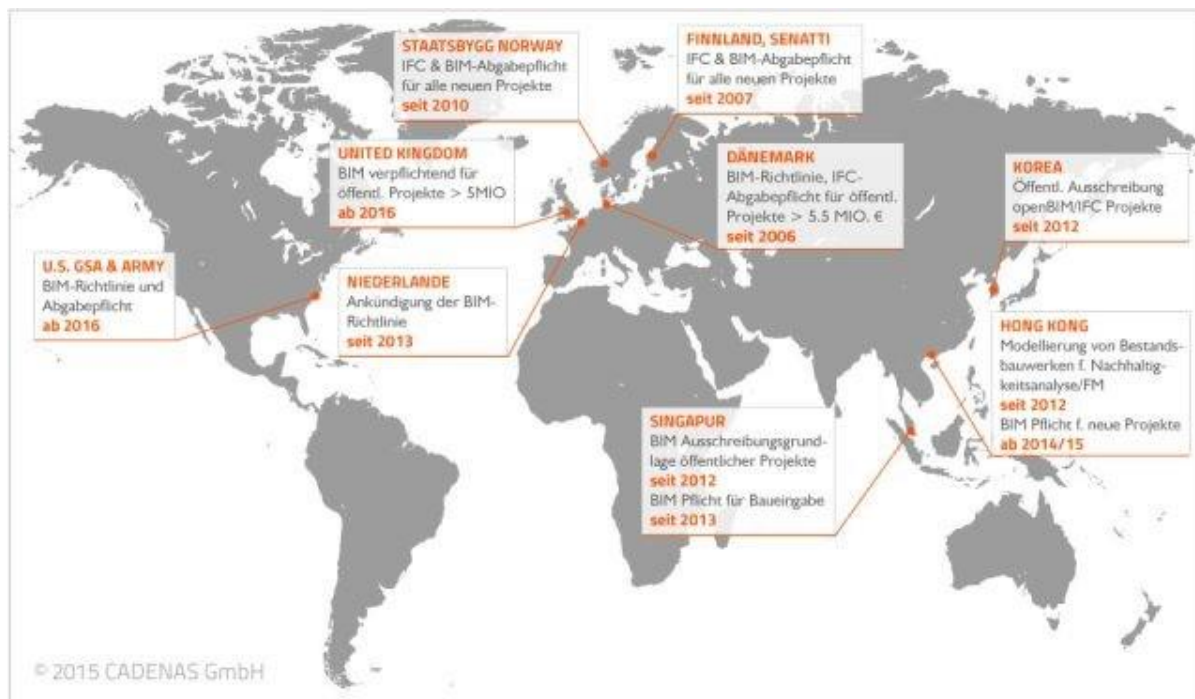 STAATSBYGG NORWAY
IFC & BIM-Abgabepflicht
für alle neuen Projekte
seit 2010
FINNLAND, SENATTI
IFC & BIM-Abgabepflicht
für alle neuen Projekte
seit 2007
UNITED KINGDOM
BIM verpflichtend für
öffentl. Projekte > 5MIO
ab 2016
DÄNEMARK
BIM-Richtlinie, IFC-
Abgabepflicht für öffentl.
Projekte > 5.5 MIO. €
seit 2006
KOREA
Öffentl. Ausschreibung
openBIM/IFC Projekte
seit 2012
U.S. GSA & ARMY
BIM-Richtlinie und
Abgabepflicht
ab 2016
NIEDERLANDE
Ankündigung der BIM-
Richtlinie
seit 2013
HONG KONG
Modellierung von Bestands-
bauwerken f. Nachhaltig-
keitsanalyse/FM
seit 2012
BIM Pflicht f. neue Projekte
ab 2014/15
SINGAPUR
BIM Ausschreibungsgrund-
lage öffentlicher Projekte
seit 2012
BIM Pflicht für Baueingabe
seit 2013
© 2015 CADENAS GmbH